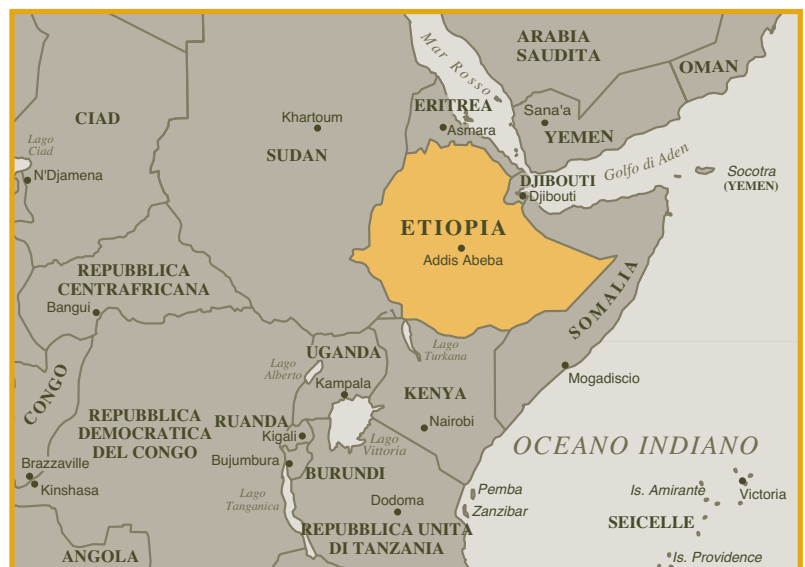 ARABIA
SAUDITA
Mar Rosso
OMAN
CIAD
Khartoum
ERITREA
Sana'a
Asmara
YEMEN
Lago
Ciad
SUDAN
N'Djamena
Golfo di Aden
Socotra
(YEMEN)
DJIBOUTI
Djibouti
ETIOPIA
Addis Abeba
REPUBBLICA
CENTRAFRICANA
Bangui
SOMALIA
Lago
Turkana
UGANDA
Lago
Alberto
Kampala
Mogadiscio
CONGO
KENYA
REPUBBLICA
DEMOCRATICA
DEL CONGO
RUANDA
Kigali
Nairobi
Lago
Vittoria
OCEANO INDIANO
Brazzaville
Kinshasa
Bujumbura
BURUNDI
Lago
Tanganica
Dodoma
Pemba
Zanzibar
Is. Amirante
Victoria
SEICELLE
REPUBBLICA UNITA
DI TANZANIA
ANGOLA
Is. Providence